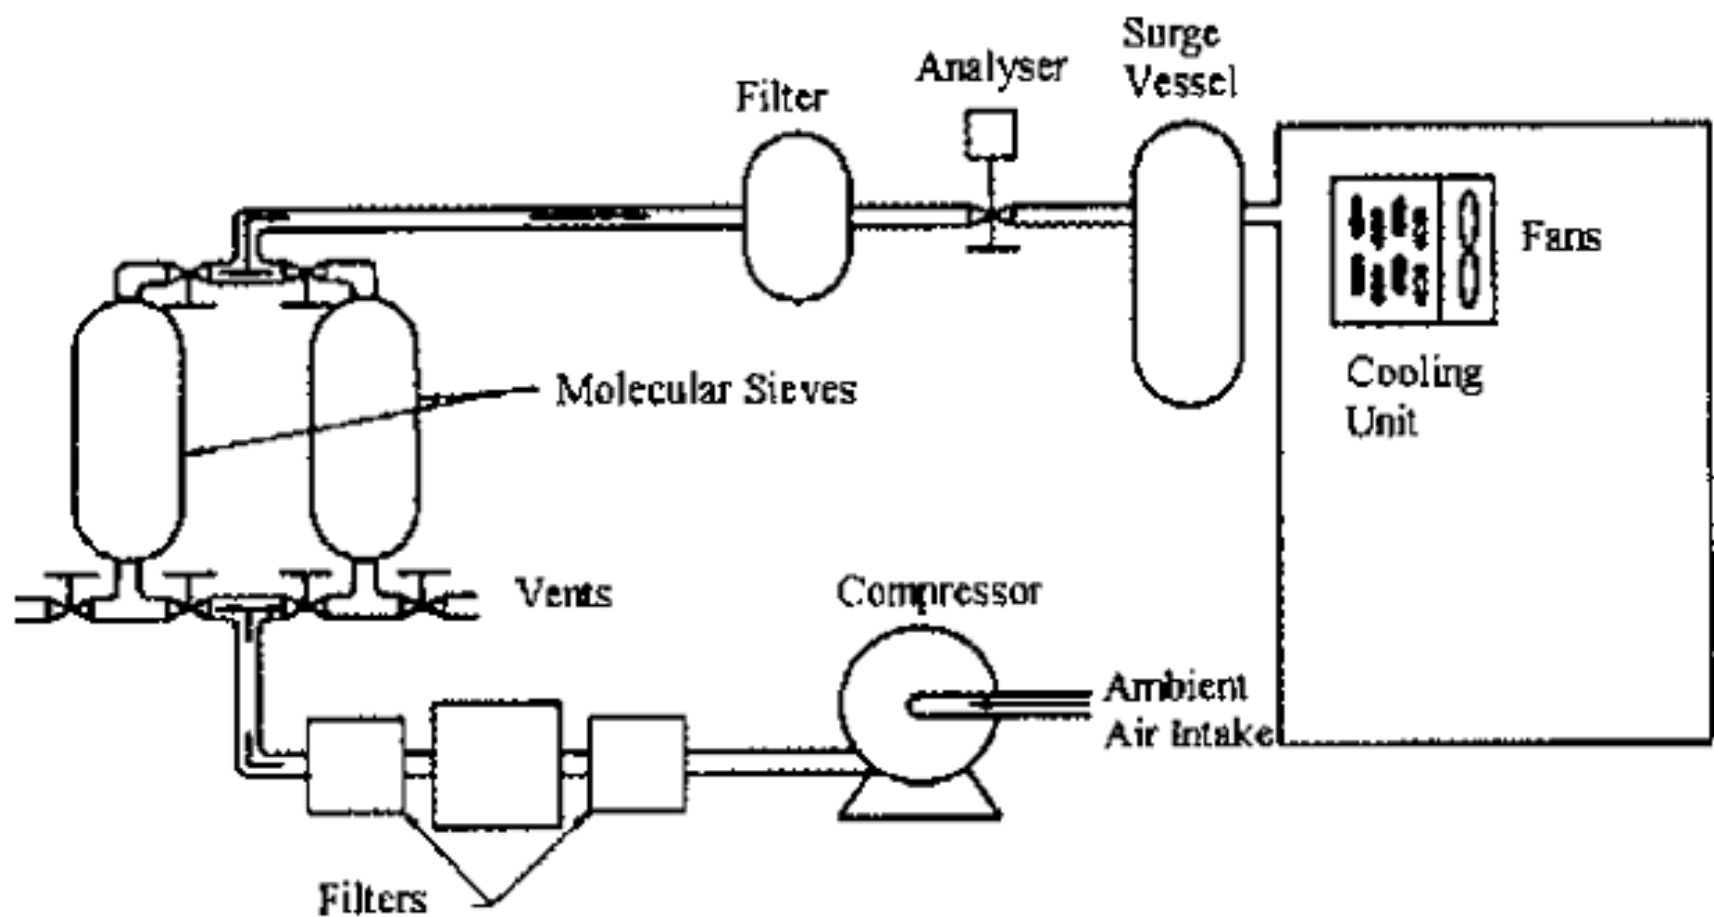 Surge
Vessel
Analyser
Filter
Fans
Cooling
Unit
Molecular Sieves
Vents
Compressor
Ambient
Air Intake
Filters